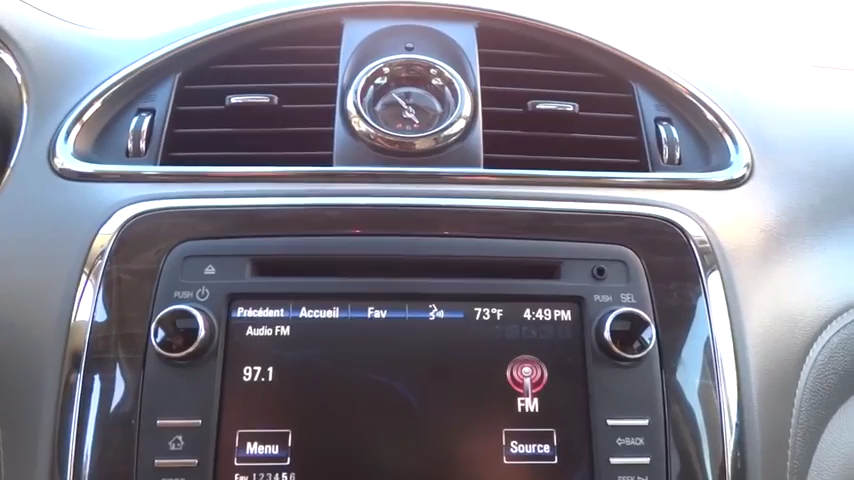 PUSH
PUSH SEL
Précédent Accueil Fav 73°F 4:49 PM
Audio FM
97.1
FM
Menu Source
BACK
Fav 1 2 3 4 5 6
SEEK